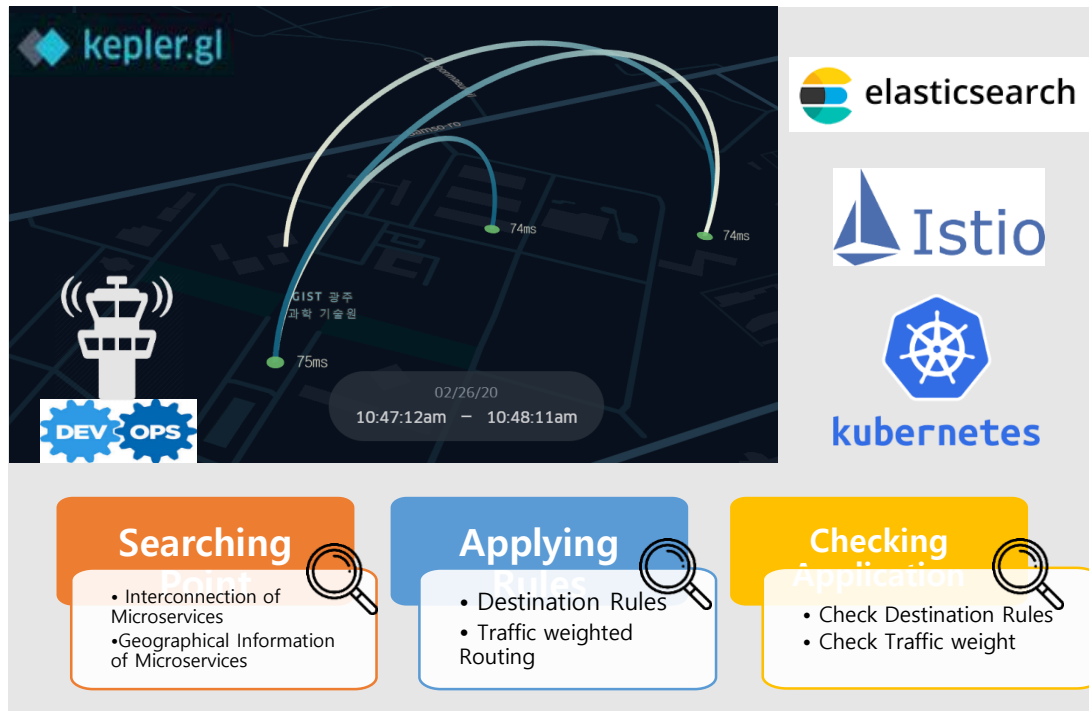 kepler.gl
elasticsearch
Istio
kubernetes
74ms
74ms
GIST 광주
과학 기술원
75ms
02/26/20
10:47:12am – 10:48:11am
DEV OPS
Searching
Point
• Interconnection of
Microservices
•Geographical Information
of Microservices
Applying
Rules
• Destination Rules
• Traffic weighted
Routing
Checking
Application
• Check Destination Rules
• Check Traffic weight